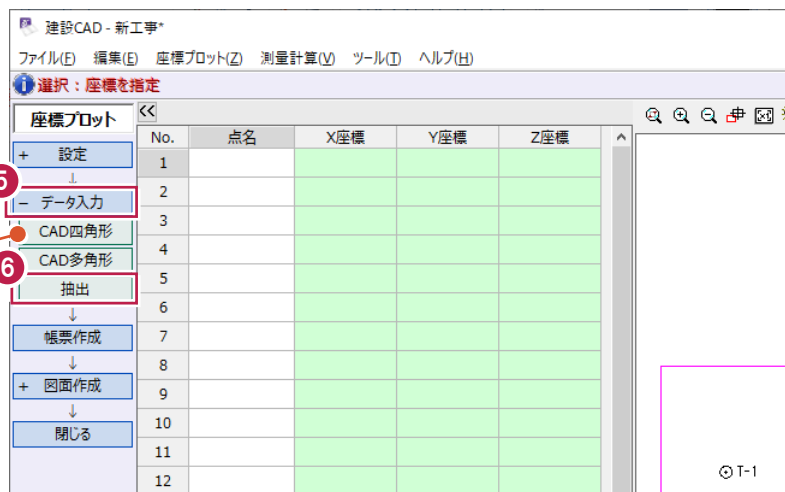 建設CAD - 新工事*
ファイル(F) 編集(E) 座標プロット(Z) 測量計算(V) ツール(T) ヘルプ(H)
選択：座標を指定
座標プロット
<<
No. 点名 X座標 Y座標 Z座標
+ 設定
1
5
2
- データ入力
3
CAD四角形
4
CAD多角形
6
5
抽出
6
帳票作成
7
8
+ 図面作成
9
閉じる
10
11
12
T-1